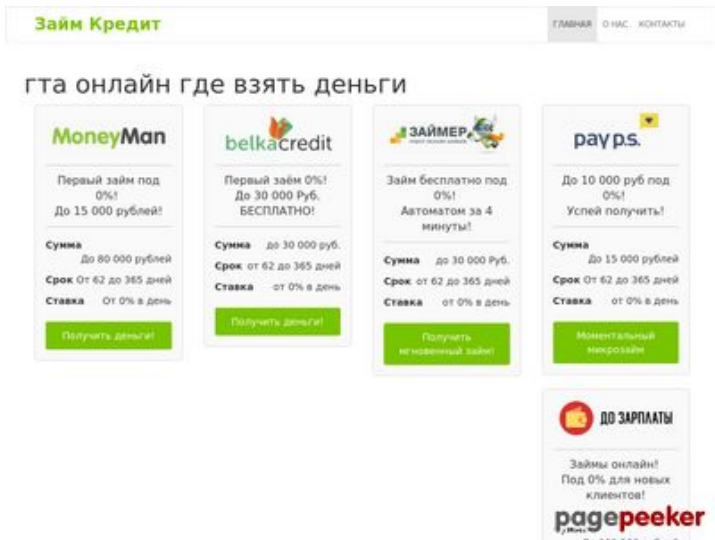 Займ Кредит
ГЛАВНАЯ О НАС КОНТАКТЫ
гта онлайн где взять деньги
MoneyMan
Первый займ под
0%!
До 15 000 рублей!
Сумма
До 80 000 рублей
Срок От 62 до 365 дней
Ставка От 0% в день
Получить деньги!
belkacredit
Первый заём 0%!
До 30 000 Руб.
БЕСПЛАТНО!
Сумма до 30 000 руб.
Срок от 62 до 365 дней
Ставка от 0% в день
Получить деньги!
ЗАЙМЕР
Займ бесплатно под
0%!
Автоматом за 4
минуты!
Сумма до 30 000 Руб.
Срок от 62 до 365 дней
Ставка от 0% в день
Получить
мгновенный займ!
pay p.s.
До 10 000 руб под
0%!
Успей получить!
Сумма
До 15 000 рублей
Срок От 62 до 365 дней
Ставка От 0% в день
Моментальный
микрозайм
ДО ЗАРПЛАТЫ
Займы онлайн!
Под 0% для новых
клиентов!
pagepeeker